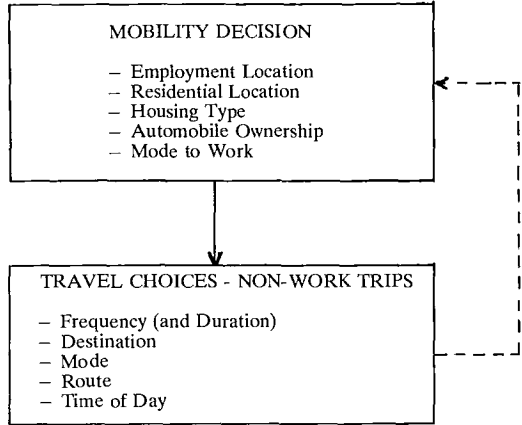 MOBILITY DECISION
– Employment Location
– Residential Location
– Housing Type
– Automobile Ownership
– Mode to Work
TRAVEL CHOICES - NON-WORK TRIPS
– Frequency (and Duration)
– Destination
– Mode
– Route
– Time of Day